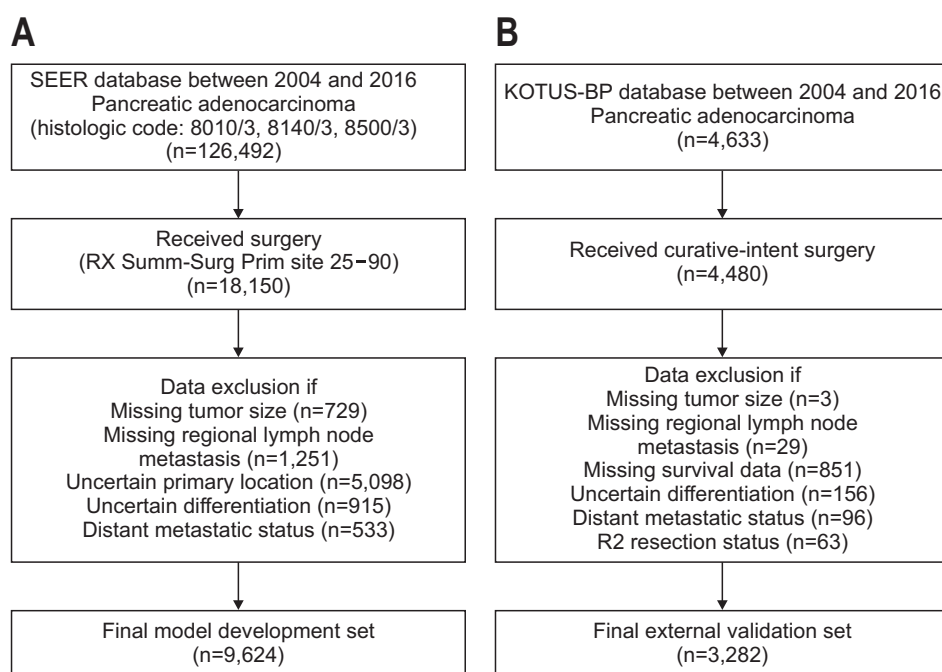 A
SEER database between 2004 and 2016
Pancreatic adenocarcinoma
(histologic code: 8010/3, 8140/3, 8500/3)
(n=126,492)
Received surgery
(RX Summ-Surg Prim site 25−90)
(n=18,150)
Data exclusion if
Missing tumor size (n=729)
Missing regional lymph node
metastasis (n=1,251)
Uncertain primary location (n=5,098)
Uncertain differentiation (n=915)
Distant metastatic status (n=533)
Final model development set
(n=9,624)
B
KOTUS-BP database between 2004 and 2016
Pancreatic adenocarcinoma
(n=4,633)
Received curative-intent surgery
(n=4,480)
Data exclusion if
Missing tumor size (n=3)
Missing regional lymph node
metastasis (n=29)
Missing survival data (n=851)
Uncertain differentiation (n=156)
Distant metastatic status (n=96)
R2 resection status (n=63)
Final external validation set
(n=3,282)